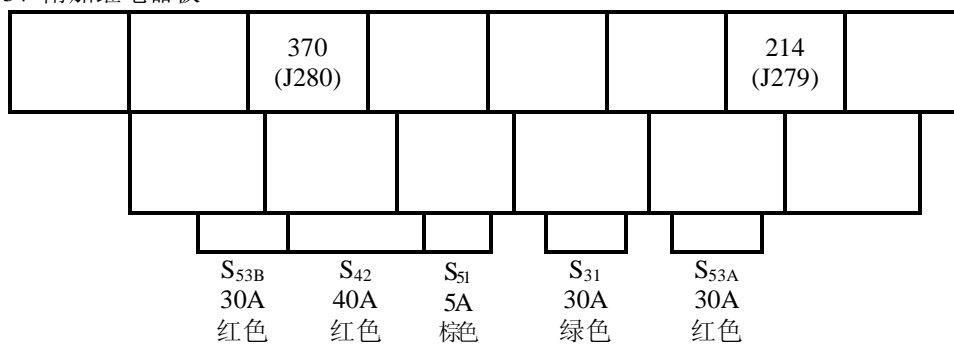 370
(J280)
214
(J279)
S53B
30A
红色
S42
40A
红色
S51
5A
棕色
S31
30A
绿色
S53A
30A
红色